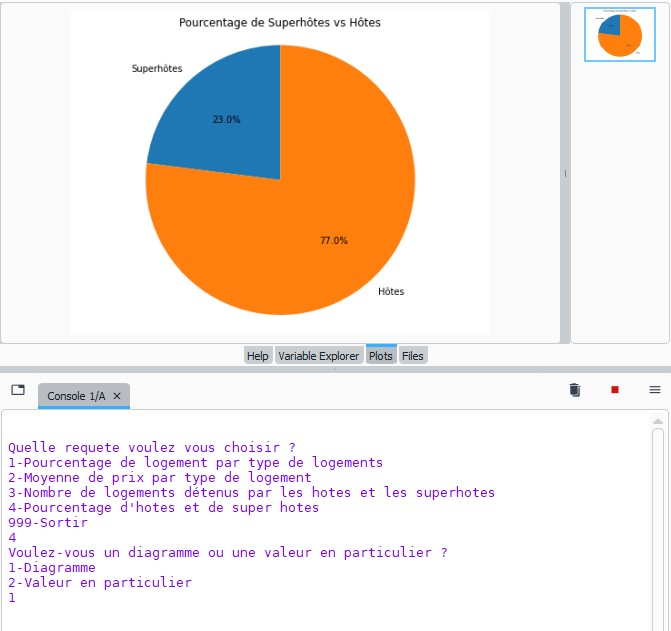 Pourcentage de Superhôtes vs Hôtes
Superhôtes
23.0%
77.0%
Hôtes
Help Variable Explorer Plots Files
Console 1/A ×
Quelle requete voulez vous choisir ?
1-Pourcentage de logement par type de logements
2-Moyenne de prix par type de logement
3-Nombre de logements détenus par les hotes et les superhotes
4-Pourcentage d'hotes et de super hotes
999-Sortir
4
Voulez-vous un diagramme ou une valeur en particulier ?
1-Diagramme
2-Valeur en particulier
1